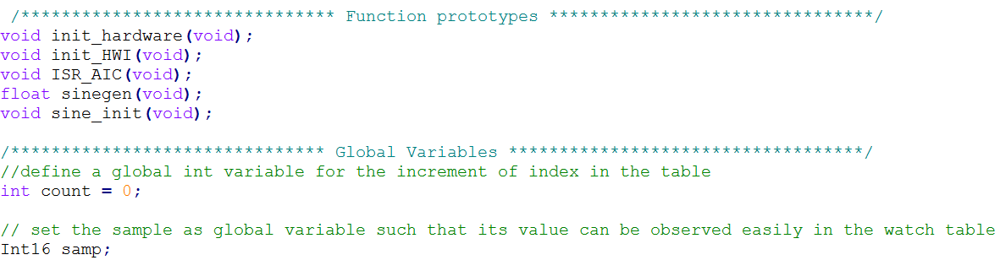 /******************************* Function prototypes ********************************/
void init_hardware(void);
void init_HWI(void);
void ISR_AIC(void);
float sinegen(void);
void sine_init(void);
/******************************* Global Variables ***********************************/
//define a global int variable for the increment of index in the table
int count = 0;
// set the sample as global variable such that its value can be observed easily in the watch table
Int16 samp;